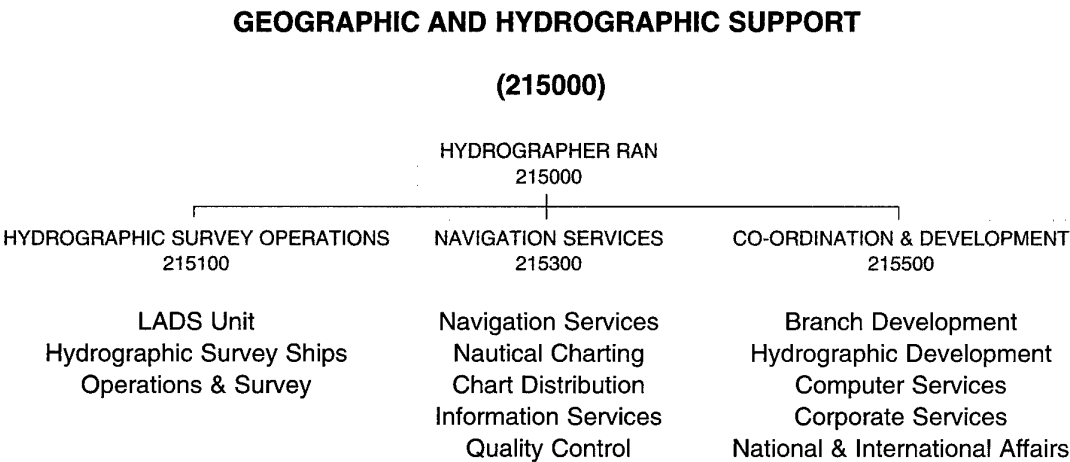 GEOGRAPHIC AND HYDROGRAPHIC SUPPORT
(215000)
HYDROGRAPHER RAN
215000
HYDROGRAPHIC SURVEY OPERATIONS
215100
LADS Unit
Hydrographic Survey Ships
Operations & Survey
NAVIGATION SERVICES
215300
Navigation Services
Nautical Charting
Chart Distribution
Information Services
Quality Control
CO-ORDINATION & DEVELOPMENT
215500
Branch Development
Hydrographic Development
Computer Services
Corporate Services
National & International Affairs